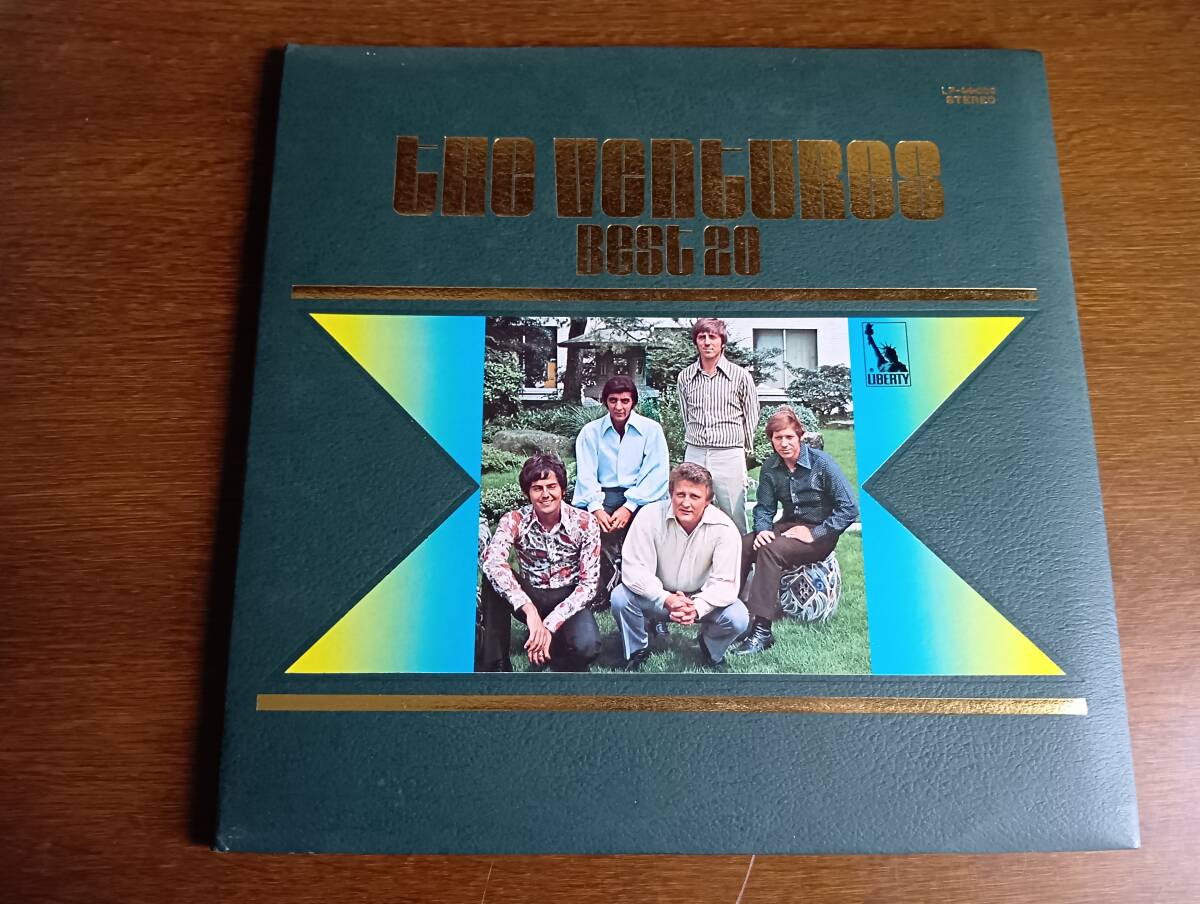 STEREO
the ventures
Best 20
LIBERTY